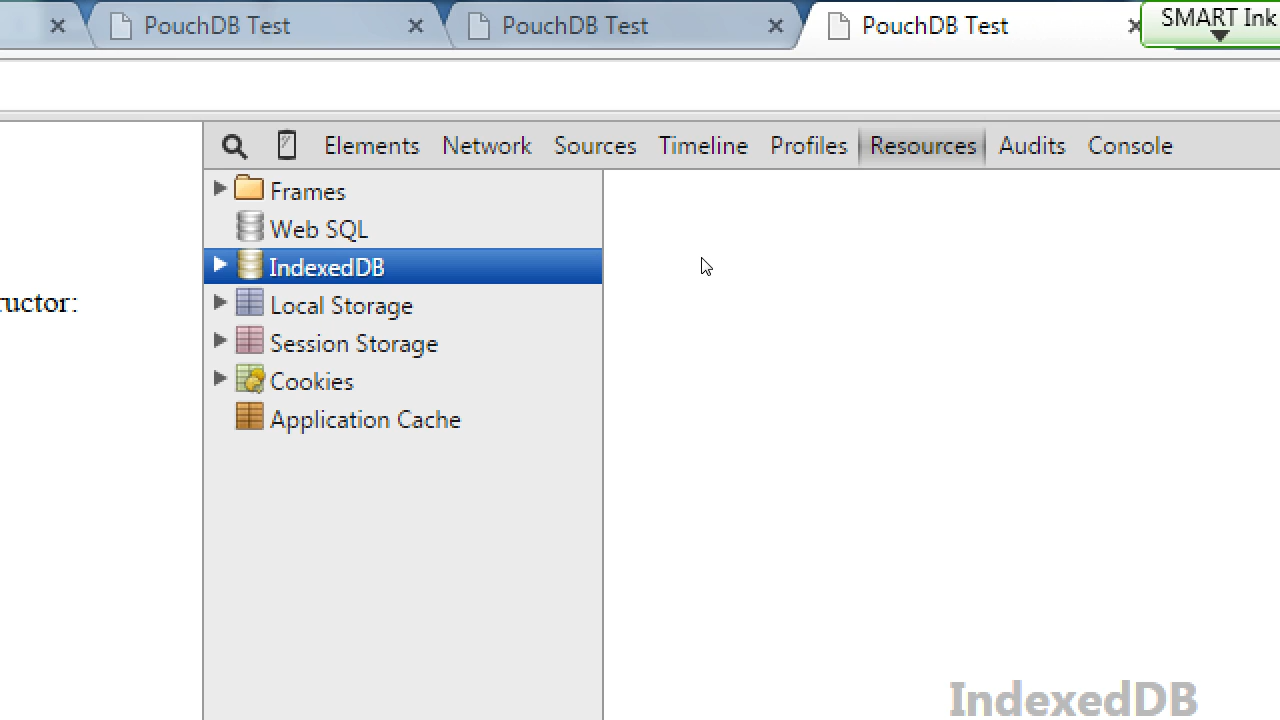 PouchDB Test PouchDB Test PouchDB Test SMART Ink
Elements Network Sources Timeline Profiles Resources Audits Console
Frames
Web SQL
IndexedDB
ructor:
Local Storage
Session Storage
Cookies
Application Cache
IndexedDB